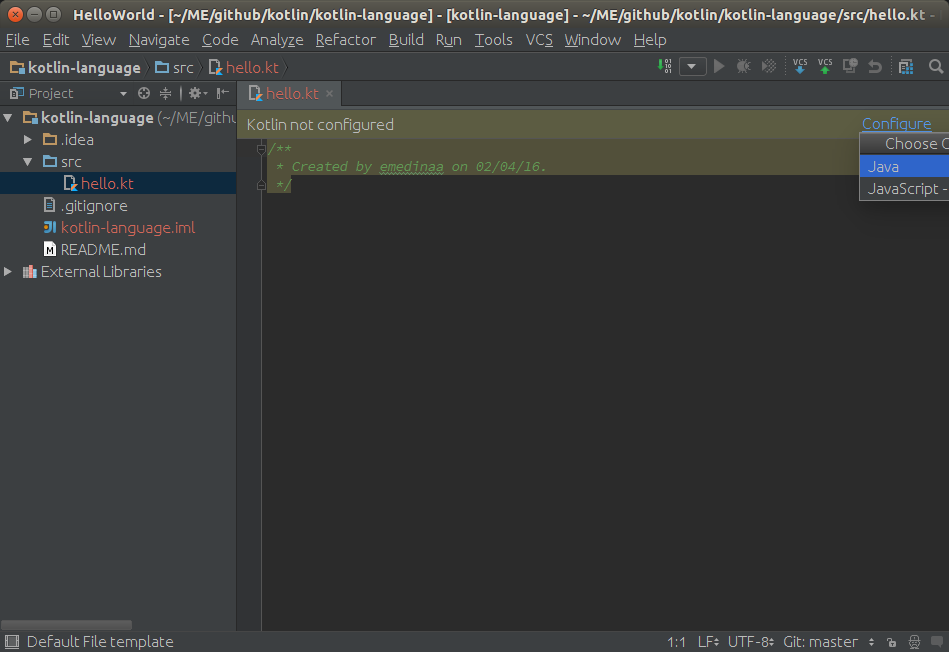 HelloWorld - [~/ME/github/kotlin/kotlin-language] - [kotlin-language] - ~/ME/github/kotlin/kotlin-language/src/hello.kt -
File Edit View Navigate Code Analyze Refactor Build Run Tools VCS Window Help
kotlin-language src hello.kt
VCS VCS
Project
hello.kt
kotlin-language (~/ME/githu
Kotlin not configured
Configure
.idea
src
hello.kt
.gitignore
kotlin-language.iml
README.md
External Libraries
/**
* Created by emedinaa on 02/04/16.
*/
Choose C
Java
JavaScript -
Default File template
1:1 LF÷ UTF-8÷ Git: master